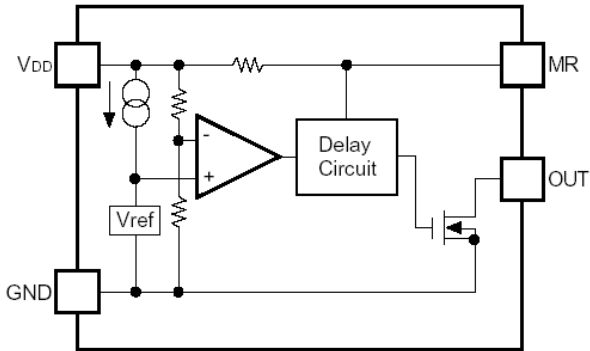 VDD
MR
-
+
Delay
Circuit
OUT
Vref
GND